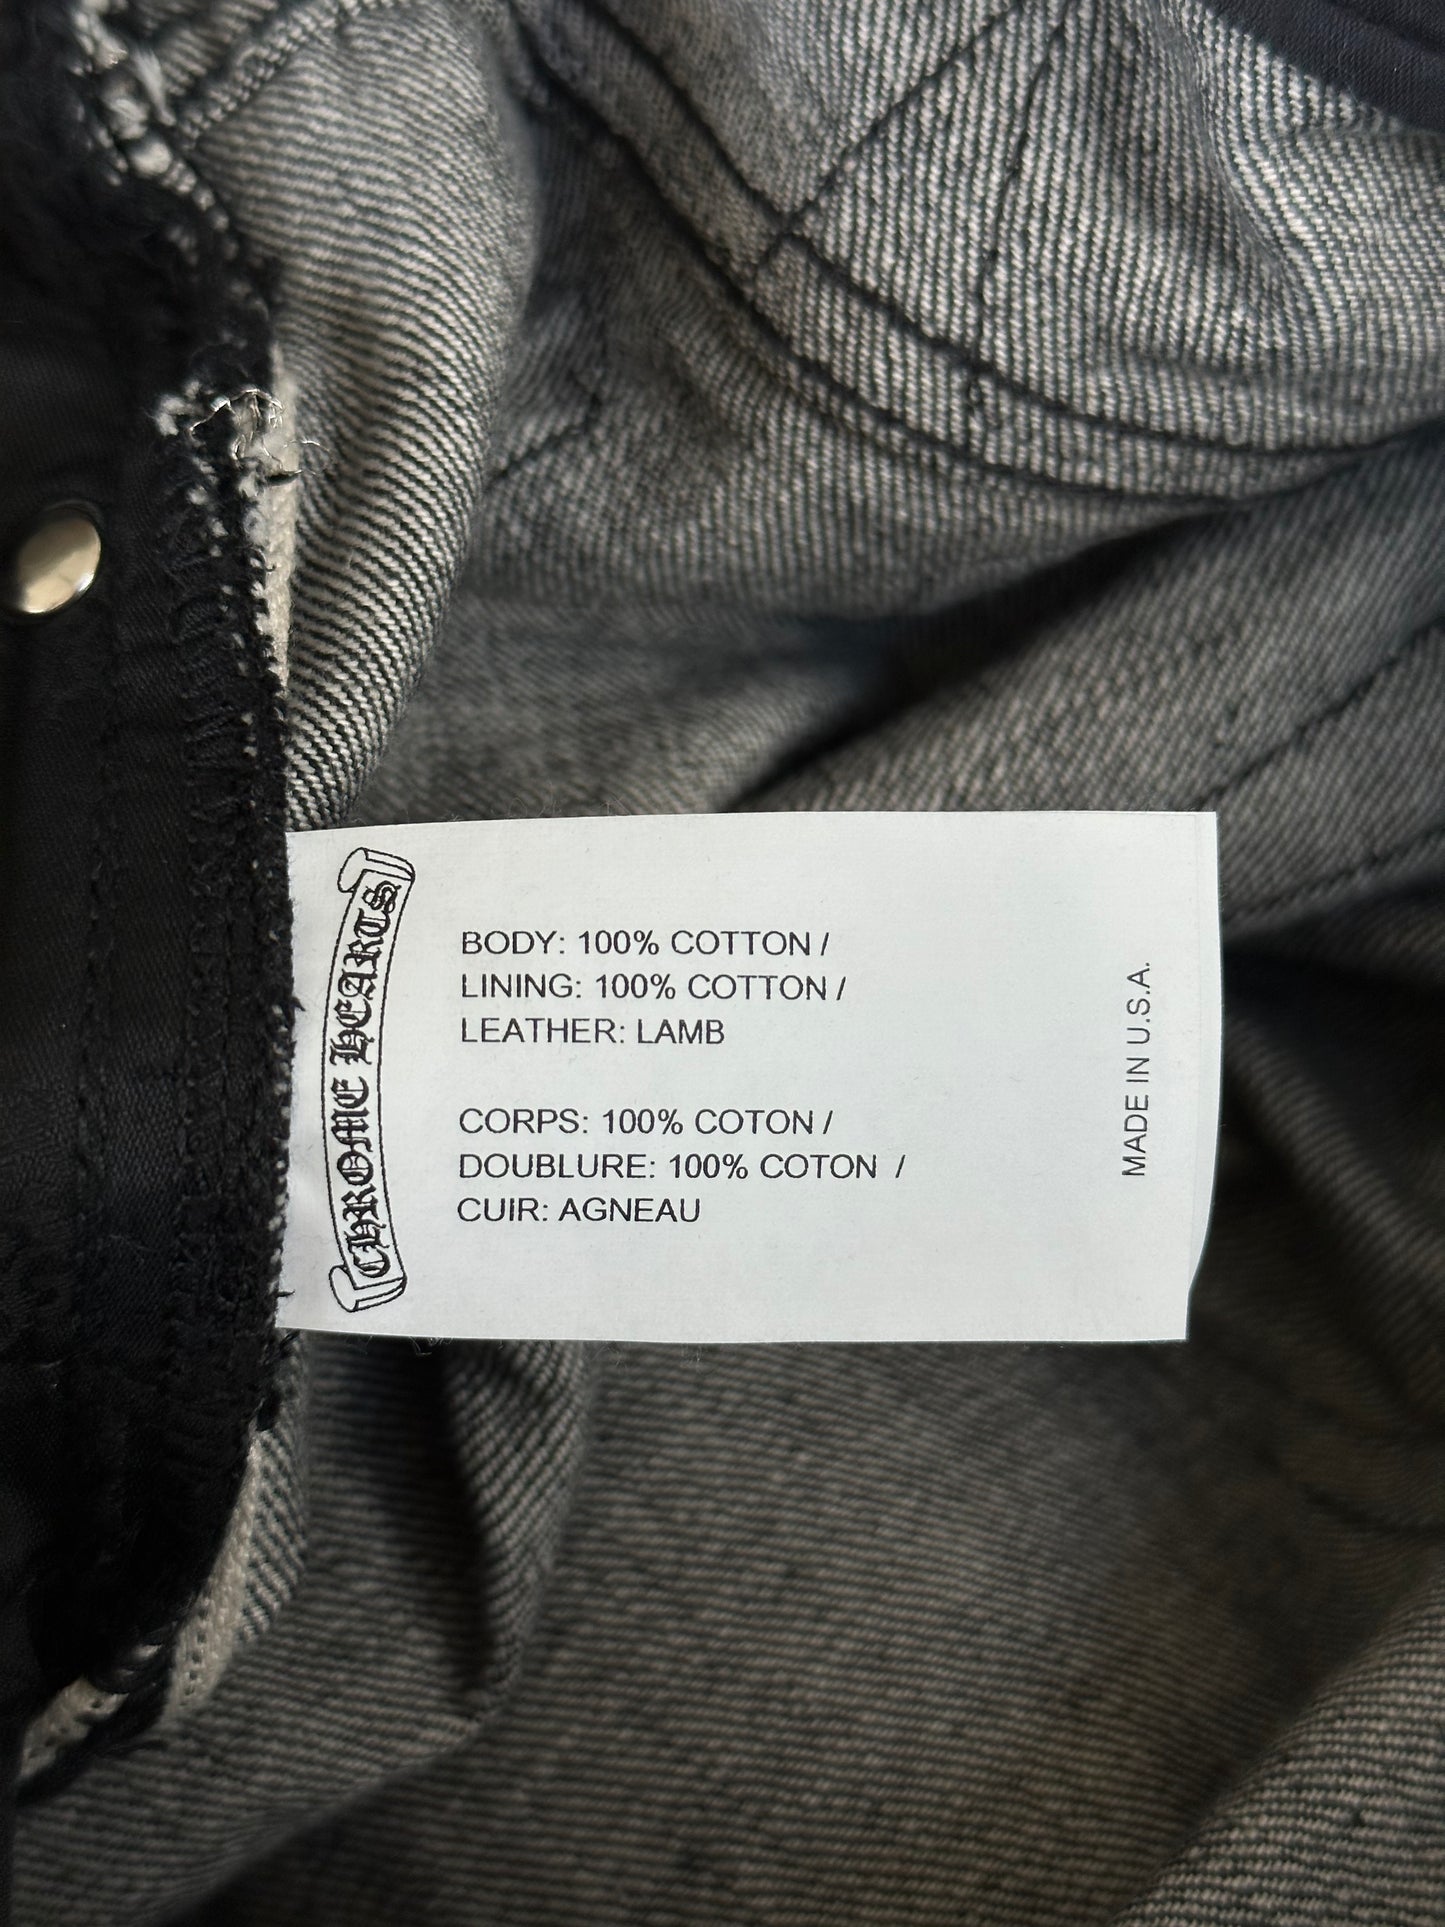 CHROME HEARTS
BODY: 100% COTTON /
LINING: 100% COTTON /
LEATHER: LAMB
CORPS: 100% COTON /
DOUBLURE: 100% COTON /
CUIR: AGNEAU
MADE IN U.S.A.